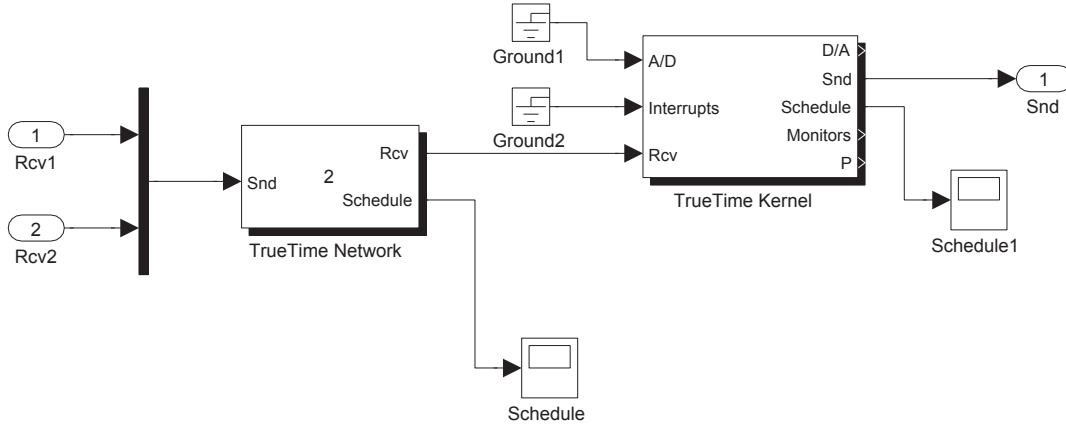 1
Rcv1
2
Rcv2
Snd
2
Rcv
Schedule
TrueTime Network
Ground1
Ground2
A/D
Interrupts
Rcv
D/A
Snd
Schedule
Monitors
P
TrueTime Kernel
1
Snd
Schedule1
Schedule